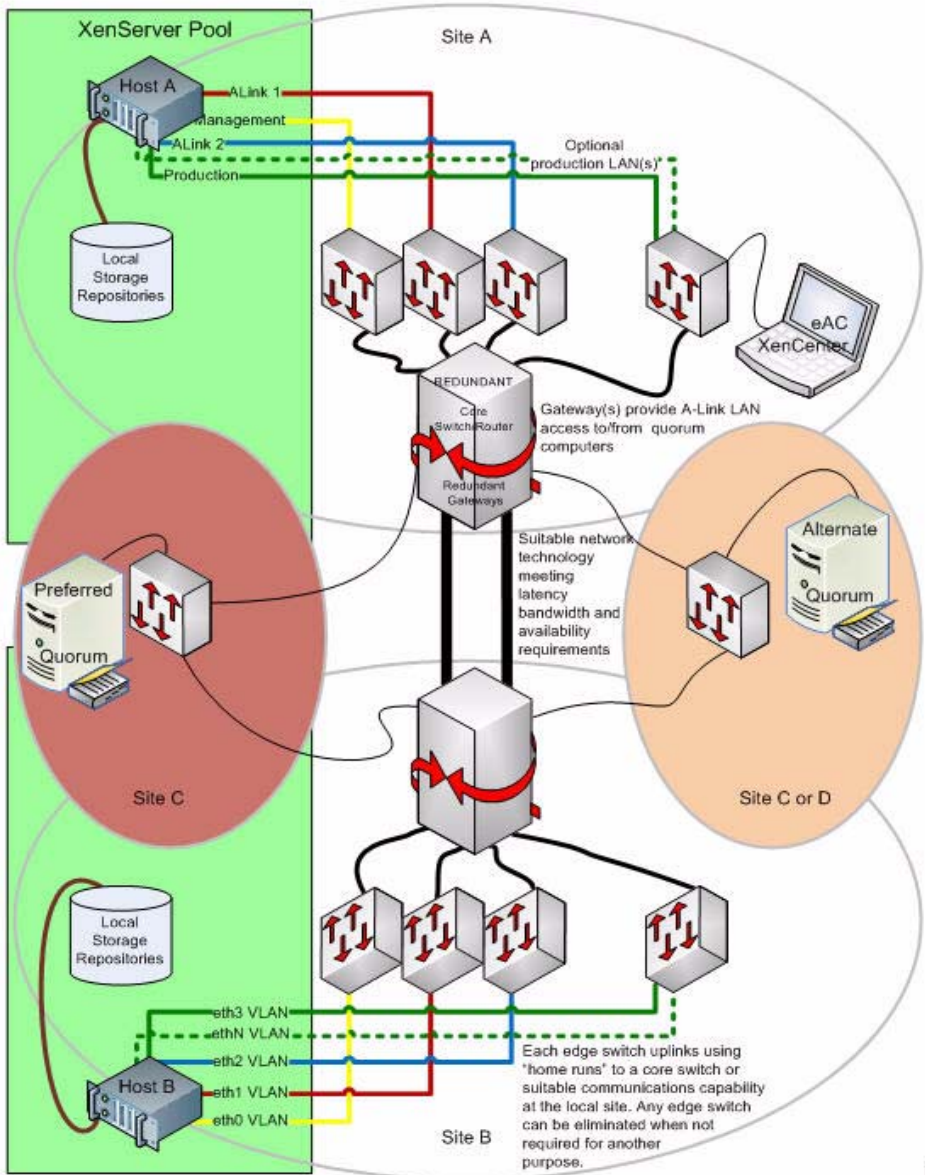 XenServer Pool
Site A
Host A
ALink 1
Management
ALink 2
Production
Optional
production LAN(s)
Local
Storage
Repositories
eAC
XenCenter
REDUNDANT
Core
Switch/Router
Redundant
Gateways
Gateway(s) provide A-Link LAN
access to/from quorum
computers
Suitable network
technology
meeting
latency
bandwidth and
availability
requirements
Preferred
Quorum
Alternate
Quorum
Site C
Site C or D
Local
Storage
Repositories
eth3 VLAN
ethN VLAN
eth2 VLAN
Host B
eth1 VLAN
eth0 VLAN
Each edge switch uplinks using
"home runs" to a core switch or
suitable communications capability
at the local site. Any edge switch
can be eliminated when not
required for another
purpose.
Site B